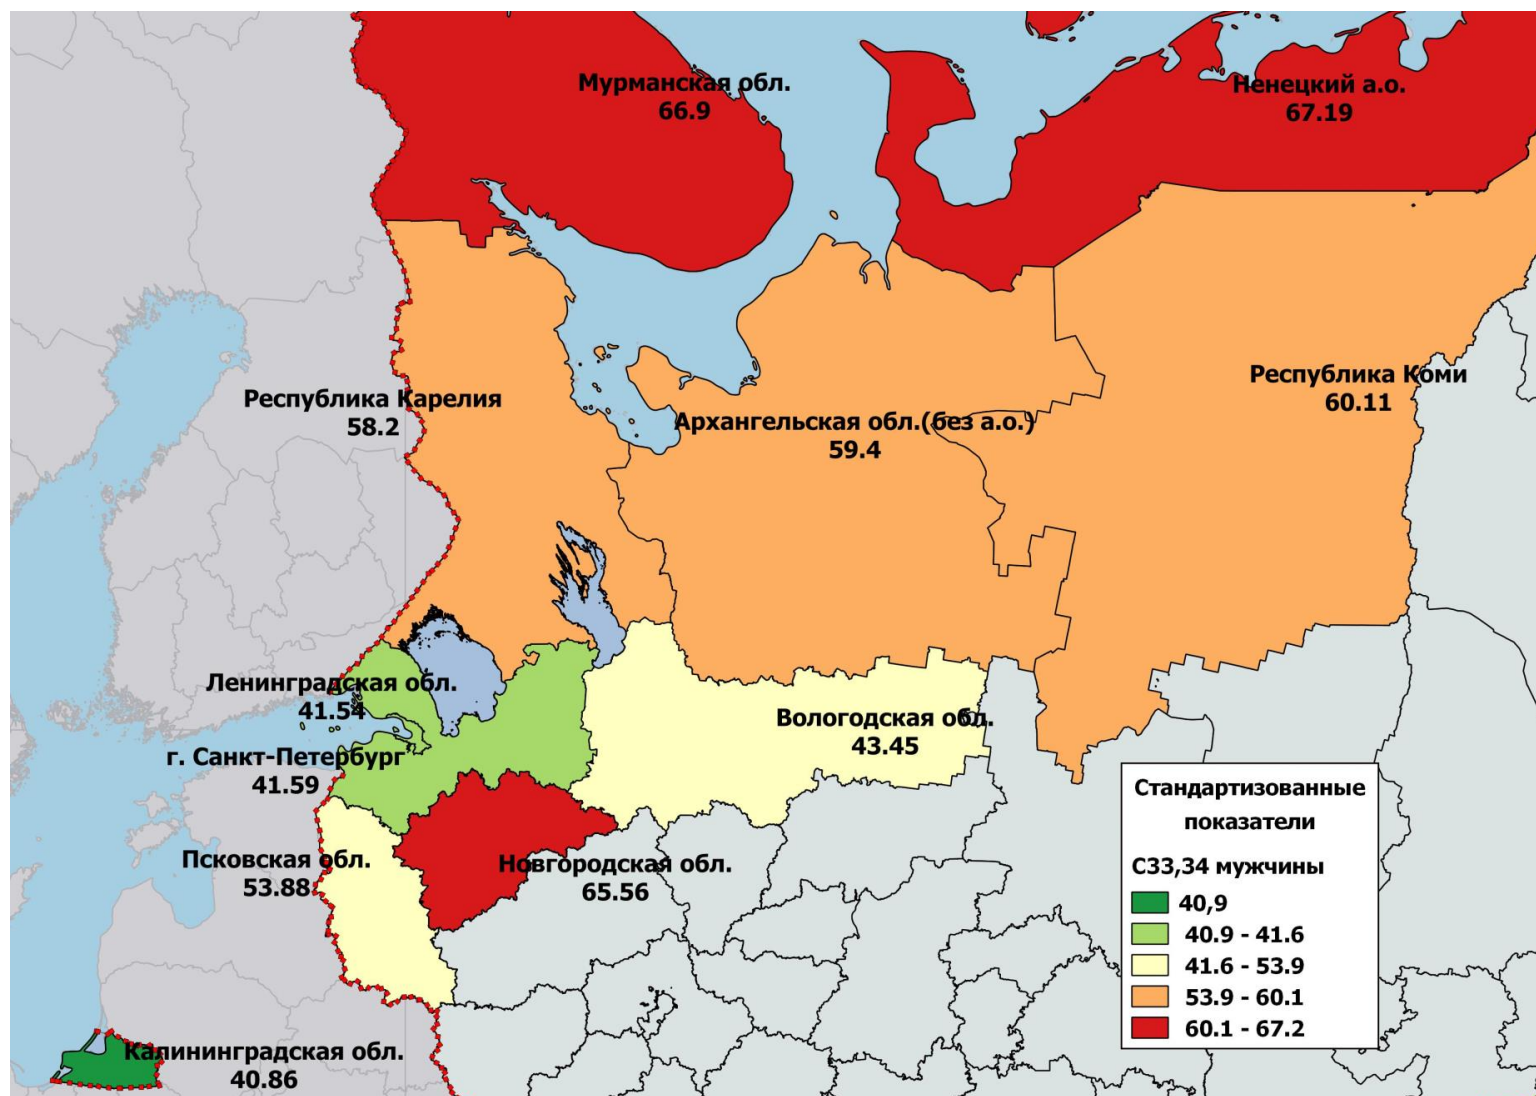 Мурманская обл.
66.9
Ненецкий а.о.
67.19
Республика Карелия
58.2
Архангельская обл.(без а.о.)
59.4
Республика Коми
60.11
Ленинградская обл.
41.54
г. Санкт-Петербург
41.59
Вологодская обл.
43.45
Псковская обл.
53.88
Новгородская обл.
65.56
Калининградская обл.
40.86
Стандартизованные
показатели
С33,34 мужчины
40,9
40.9 - 41.6
41.6 - 53.9
53.9 - 60.1
60.1 - 67.2